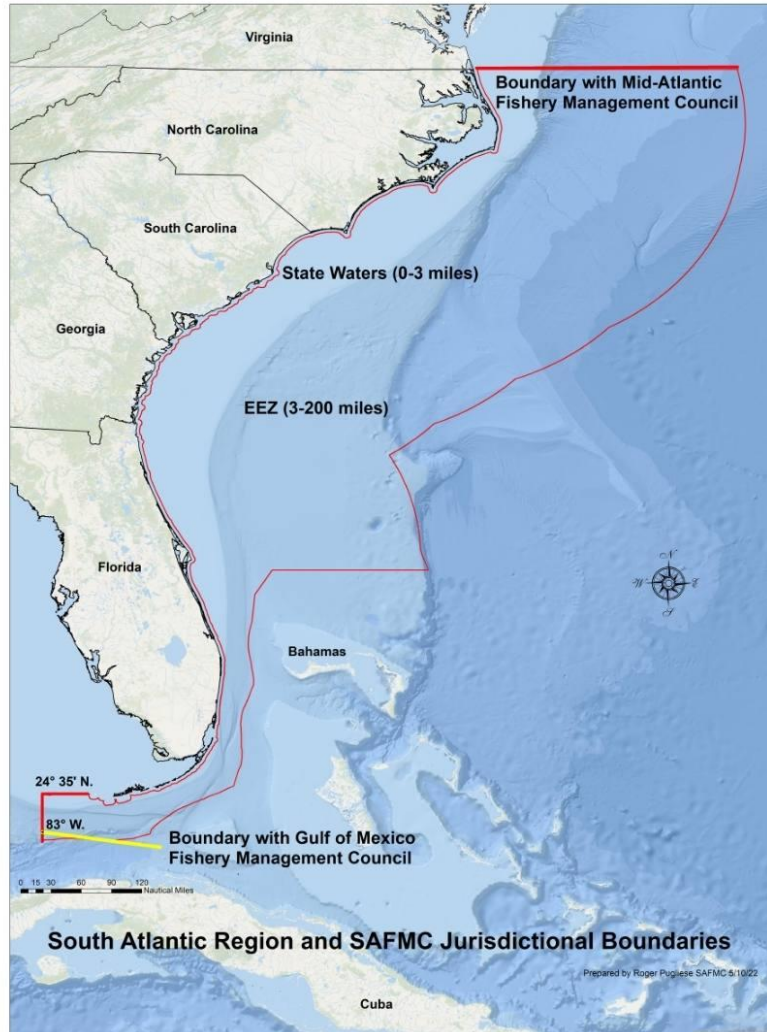 Virginia
Boundary with Mid-Atlantic
Fishery Management Council
North Carolina
South Carolina
State Waters (0-3 miles)
Georgia
EEZ (3-200 miles)
Florida
N
W
E
S
Bahamas
24° 35' N.
83° W.
Boundary with Gulf of Mexico
Fishery Management Council
0 15 30 60 90 120
Nautical Miles
South Atlantic Region and SAFMC Jurisdictional Boundaries
Prepared by Roger Pugliese SAFMC 5/10/22
Cuba